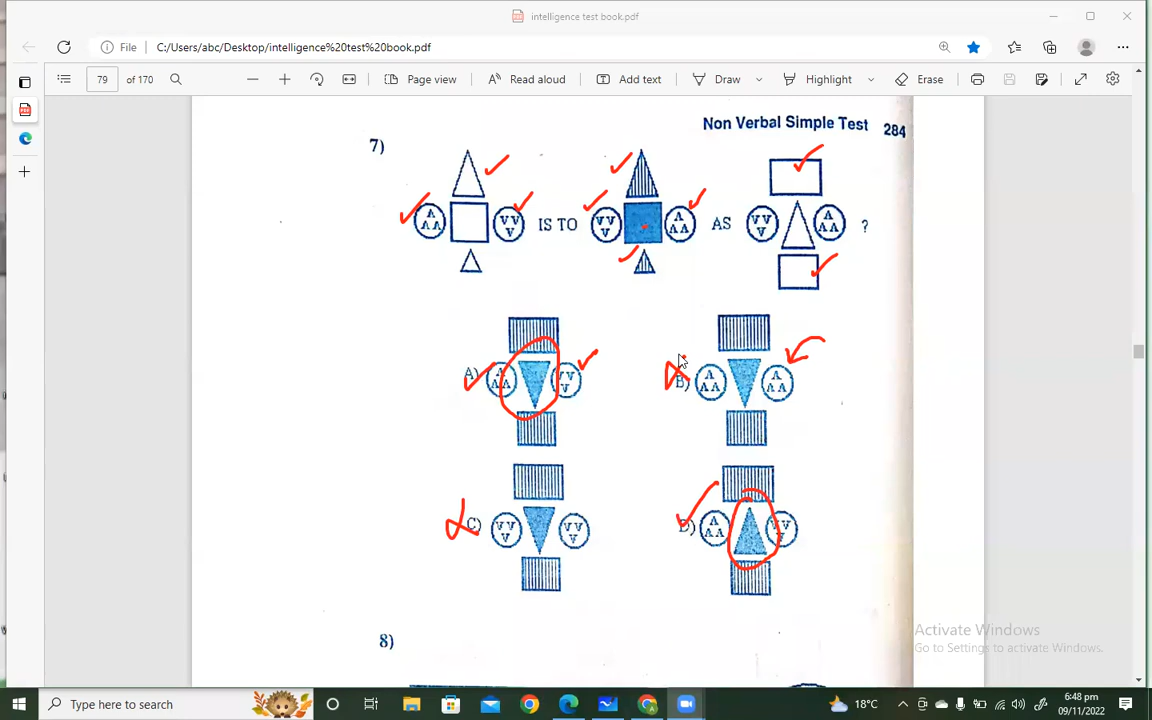 intelligence test book.pdf
File C:/Users/abc/Desktop/intelligence%20test%20book.pdf
79 of 170 Page view Read aloud Add text Draw Highlight Erase
Non Verbal Simple Test 284
7)
A A A V V V IS TO V V V A A A AS V V V A A A ?
A) A A A V V V
B) A A A A A A
C) V V V V V V
D) A A A V V V
8)
Activate Windows
Go to Settings to activate Windows.
Type here to search
18°C
6:48 pm
09/11/2022